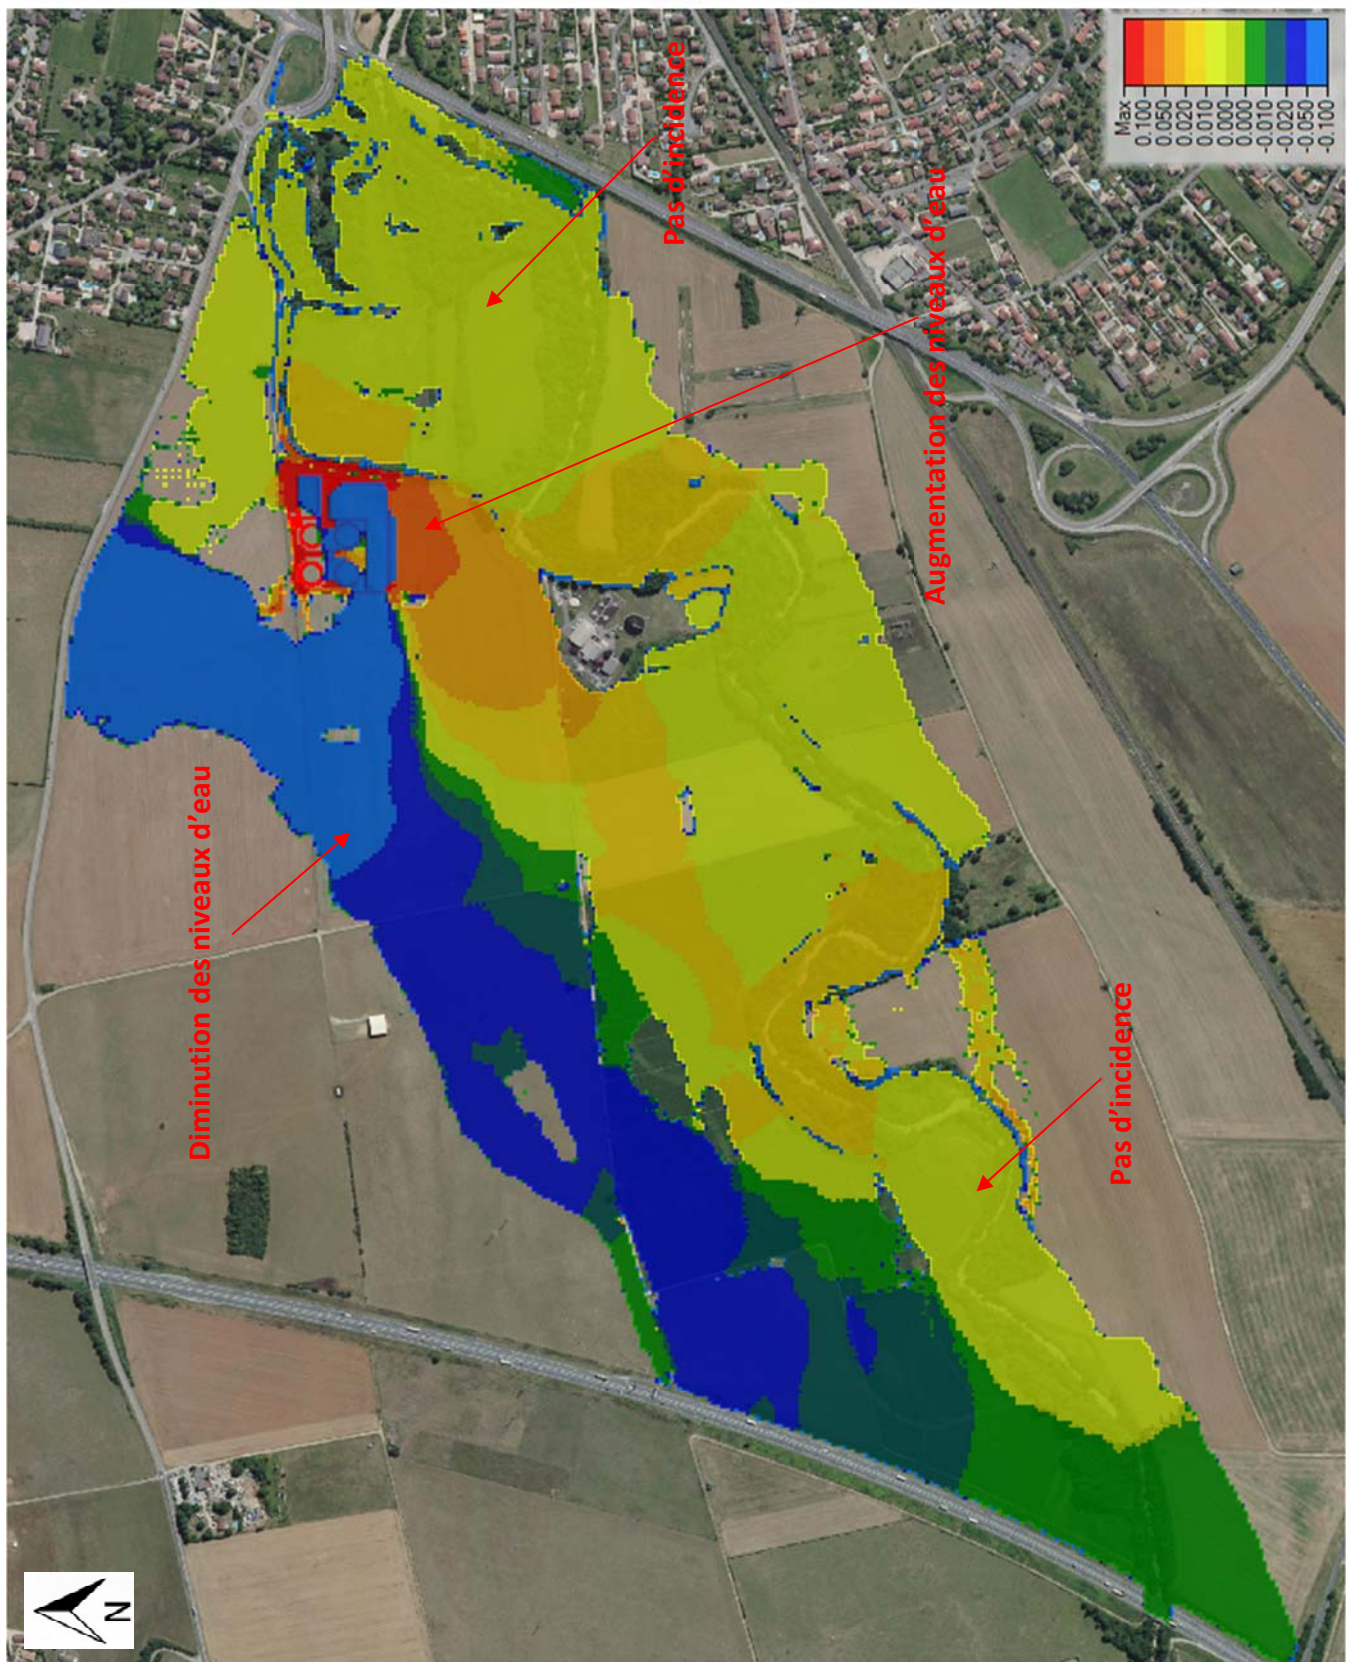 Max
0.100
0.050
0.020
0.010
0.000
0.000
-0.010
-0.020
-0.050
-0.100
Pas d'incidence
Augmentation des niveaux d'eau
Diminution des niveaux d'eau
Pas d'incidence
N